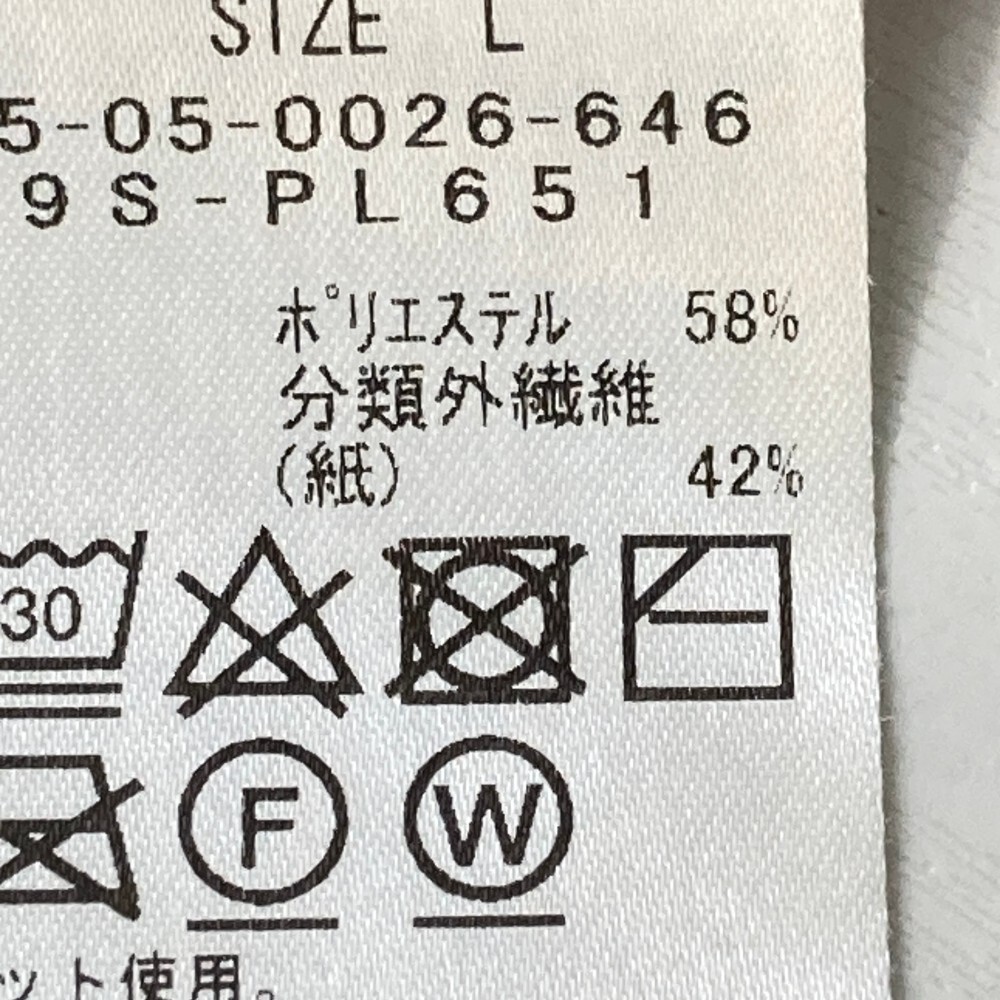 SIZE L
5-05-0026-646
9S-PL651
ポリエステル 58%
分類外繊維
(紙) 42%
30
F W
ット使用。